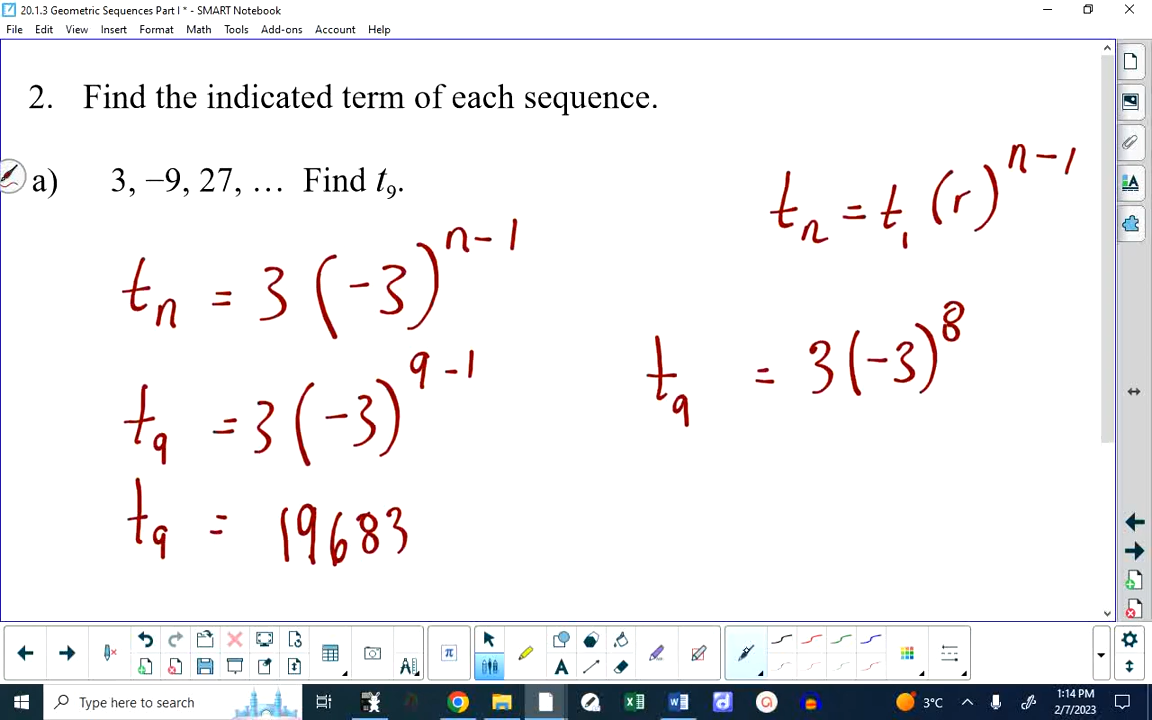 20.1.3 Geometric Sequences Part I * - SMART Notebook
File Edit View Insert Format Math Tools Add-ons Account Help
2. Find the indicated term of each sequence.
a) 3, −9, 27, … Find t₉.
tₙ = t₁ (r)ⁿ⁻¹
tₙ = 3 (-3)ⁿ⁻¹
t₉ = 3 (-3)⁹⁻¹
t₉ = 3 (-3)⁸
t₉ = 19683
π
A
Type here to search
3°C
1:14 PM
2/7/2023